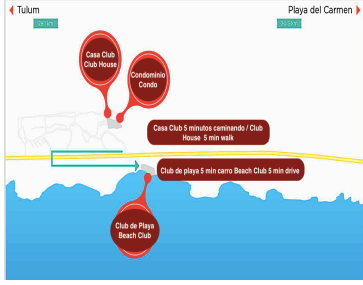 Tulum
Playa del Carmen
Casa Club
Club House
Condominio
Condo
Casa Club 5 minutos caminando / Club
House 5 min walk
Club de playa 5 min carro Beach Club 5 min drive
Club de Playa
Beach Club